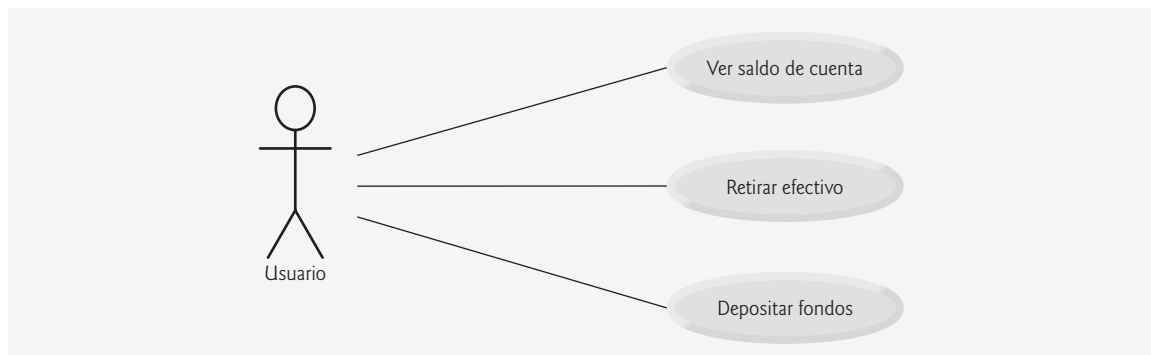 Ver saldo de cuenta
Retirar efectivo
Usuario
Depositar fondos